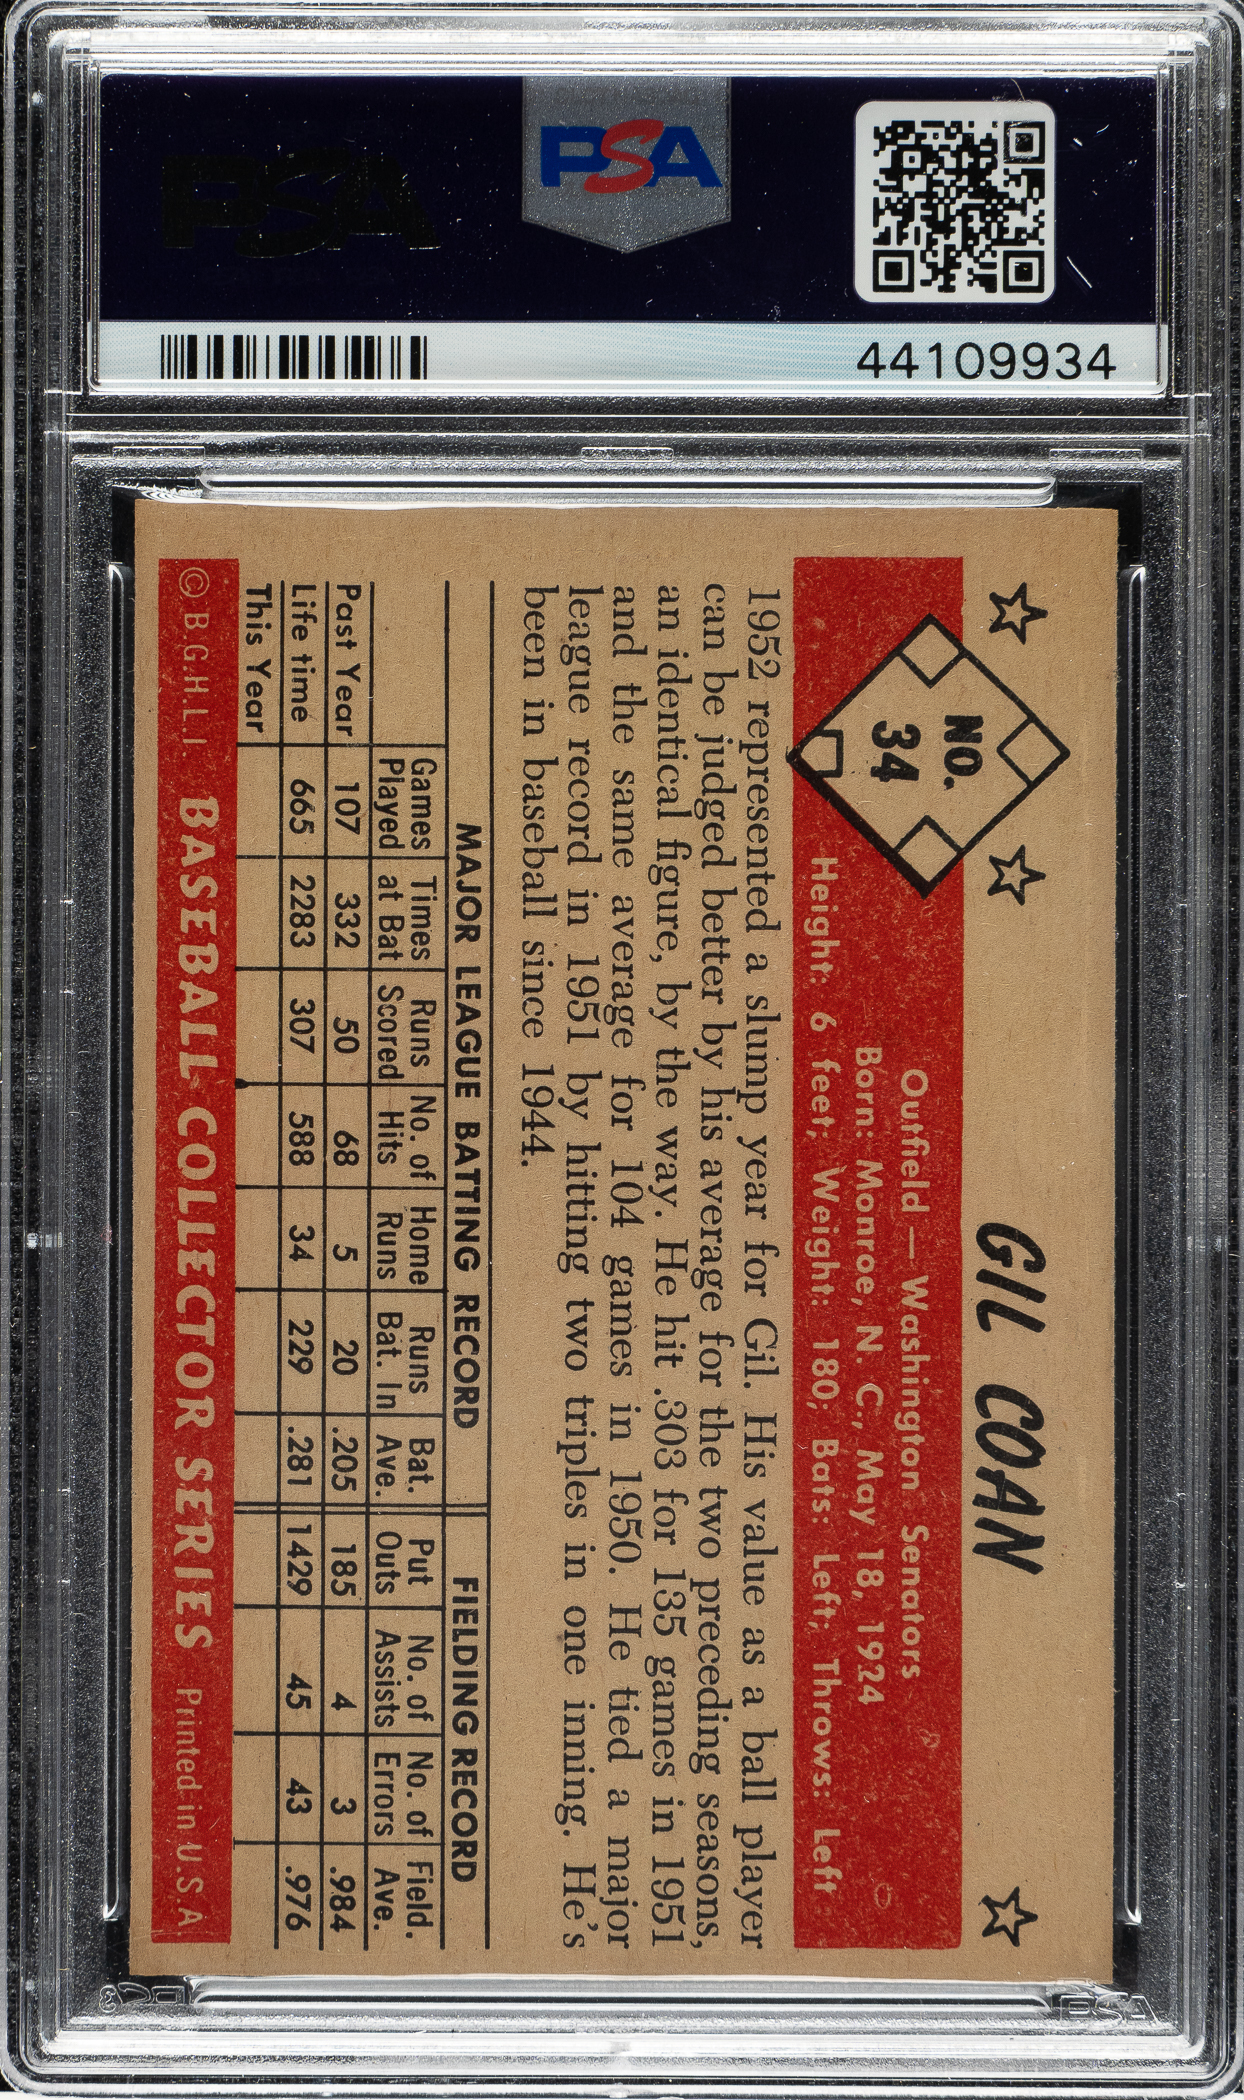 PSA
PSA
44109934
NO.
34
GIL COAN
Outfield — Washington Senators
Born: Monroe, N. C., May 18, 1924
Height: 6 feet; Weight: 180; Bats: Left; Throws: Left
1952 represented a slump year for Gil. His value as a ball player
can be judged better by his average for the two preceding seasons,
an identical figure, by the way. He hit .303 for 135 games in 1951
and the same average for 104 games in 1950. He tied a major
league record in 1951 by hitting two triples in one inning. He's
been in baseball since 1944.
MAJOR LEAGUE BATTING RECORD FIELDING RECORD
Games Times Runs No. of Home Runs Bat. Put No. of No. of Field.
Played at Bat Scored Hits Runs Bat. In Ave. Outs Assists Errors Ave.
Past Year 107 332 50 68 5 20 .205 185 4 3 .984
Life time 665 2283 307 588 34 229 .281 1429 45 43 .976
This Year
© B.G.H.L.I. BASEBALL COLLECTOR SERIES Printed in U.S.A
PSA